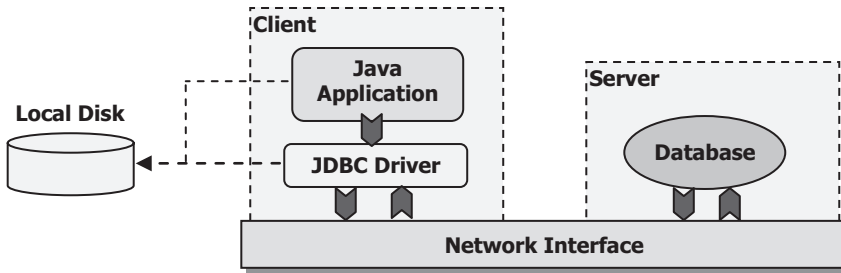 Client
Java
Application
Server
Local Disk
Database
JDBC Driver
Network Interface